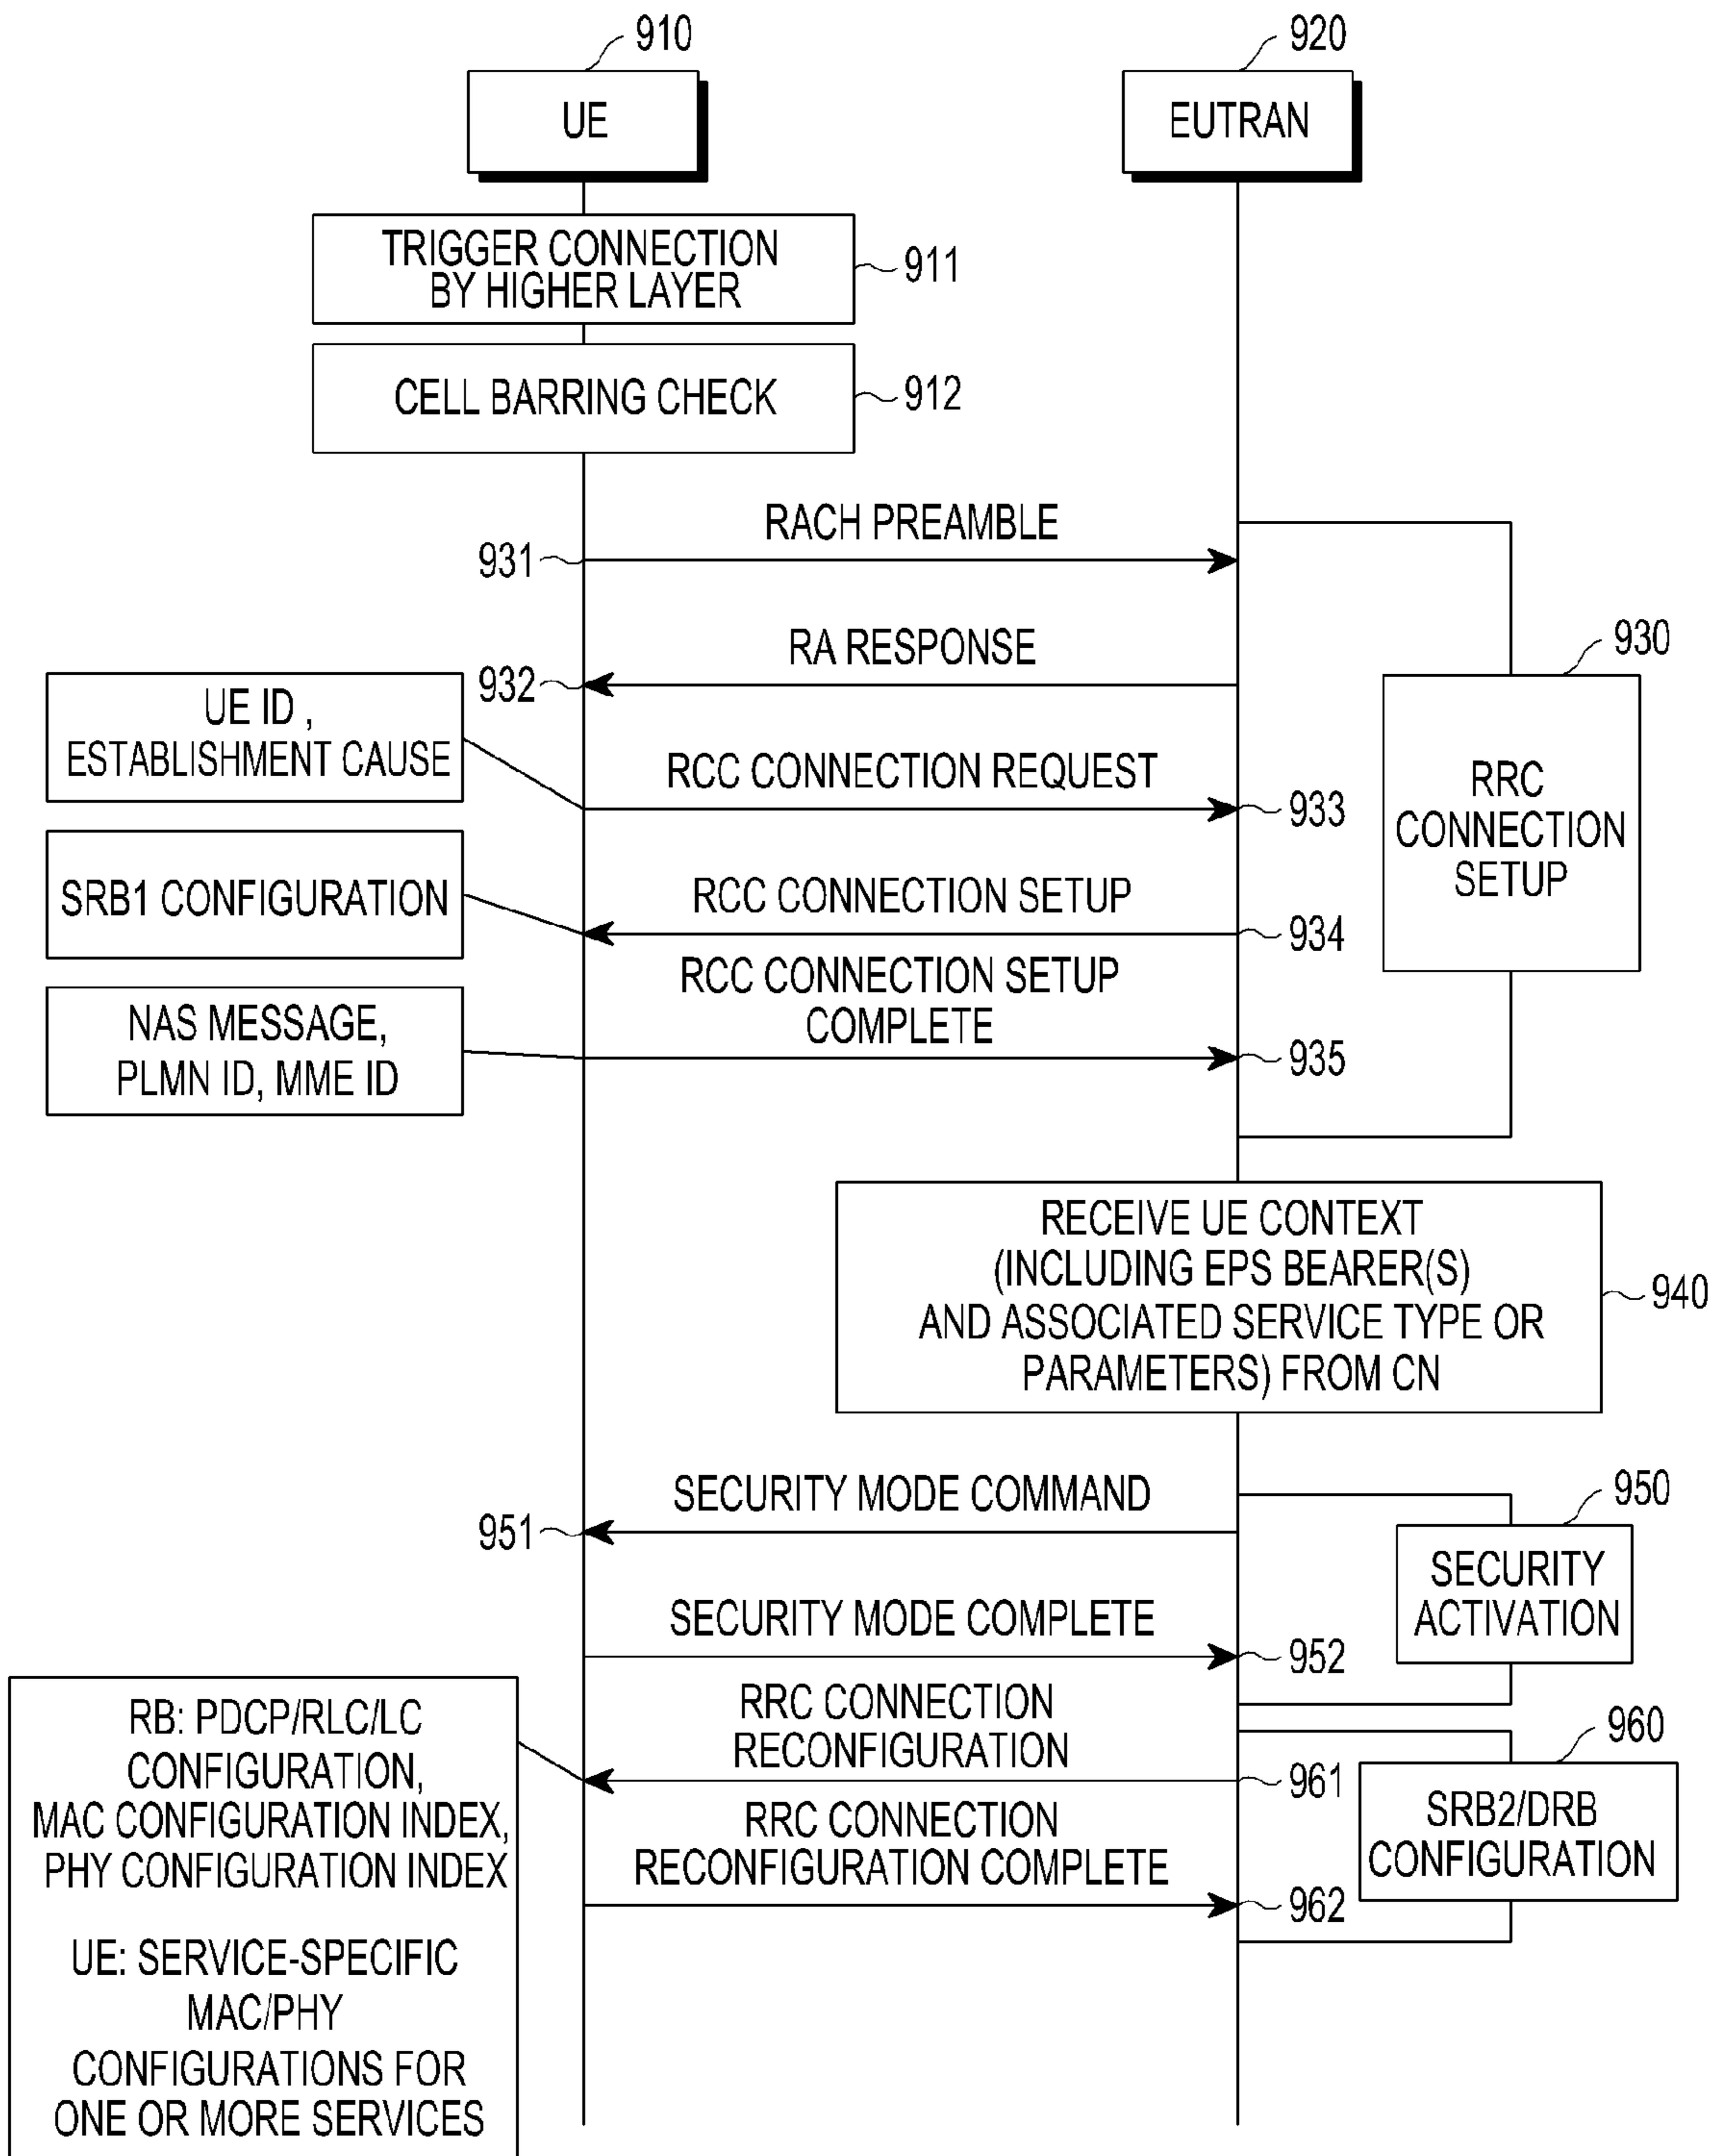 910
920
UE
EUTRAN
TRIGGER CONNECTION
BY HIGHER LAYER
911
CELL BARRING CHECK
912
RACH PREAMBLE
931
RA RESPONSE
932
930
RRC
CONNECTION
SETUP
UE ID ,
ESTABLISHMENT CAUSE
RCC CONNECTION REQUEST
933
SRB1 CONFIGURATION
RCC CONNECTION SETUP
934
RCC CONNECTION SETUP
COMPLETE
NAS MESSAGE,
PLMN ID, MME ID
935
RECEIVE UE CONTEXT
(INCLUDING EPS BEARER(S)
AND ASSOCIATED SERVICE TYPE OR
PARAMETERS) FROM CN
940
SECURITY MODE COMMAND
951
950
SECURITY
ACTIVATION
SECURITY MODE COMPLETE
952
RB: PDCP/RLC/LC
CONFIGURATION,
MAC CONFIGURATION INDEX,
PHY CONFIGURATION INDEX
UE: SERVICE-SPECIFIC
MAC/PHY
CONFIGURATIONS FOR
ONE OR MORE SERVICES
RRC CONNECTION
RECONFIGURATION
961
960
SRB2/DRB
CONFIGURATION
RRC CONNECTION
RECONFIGURATION COMPLETE
962